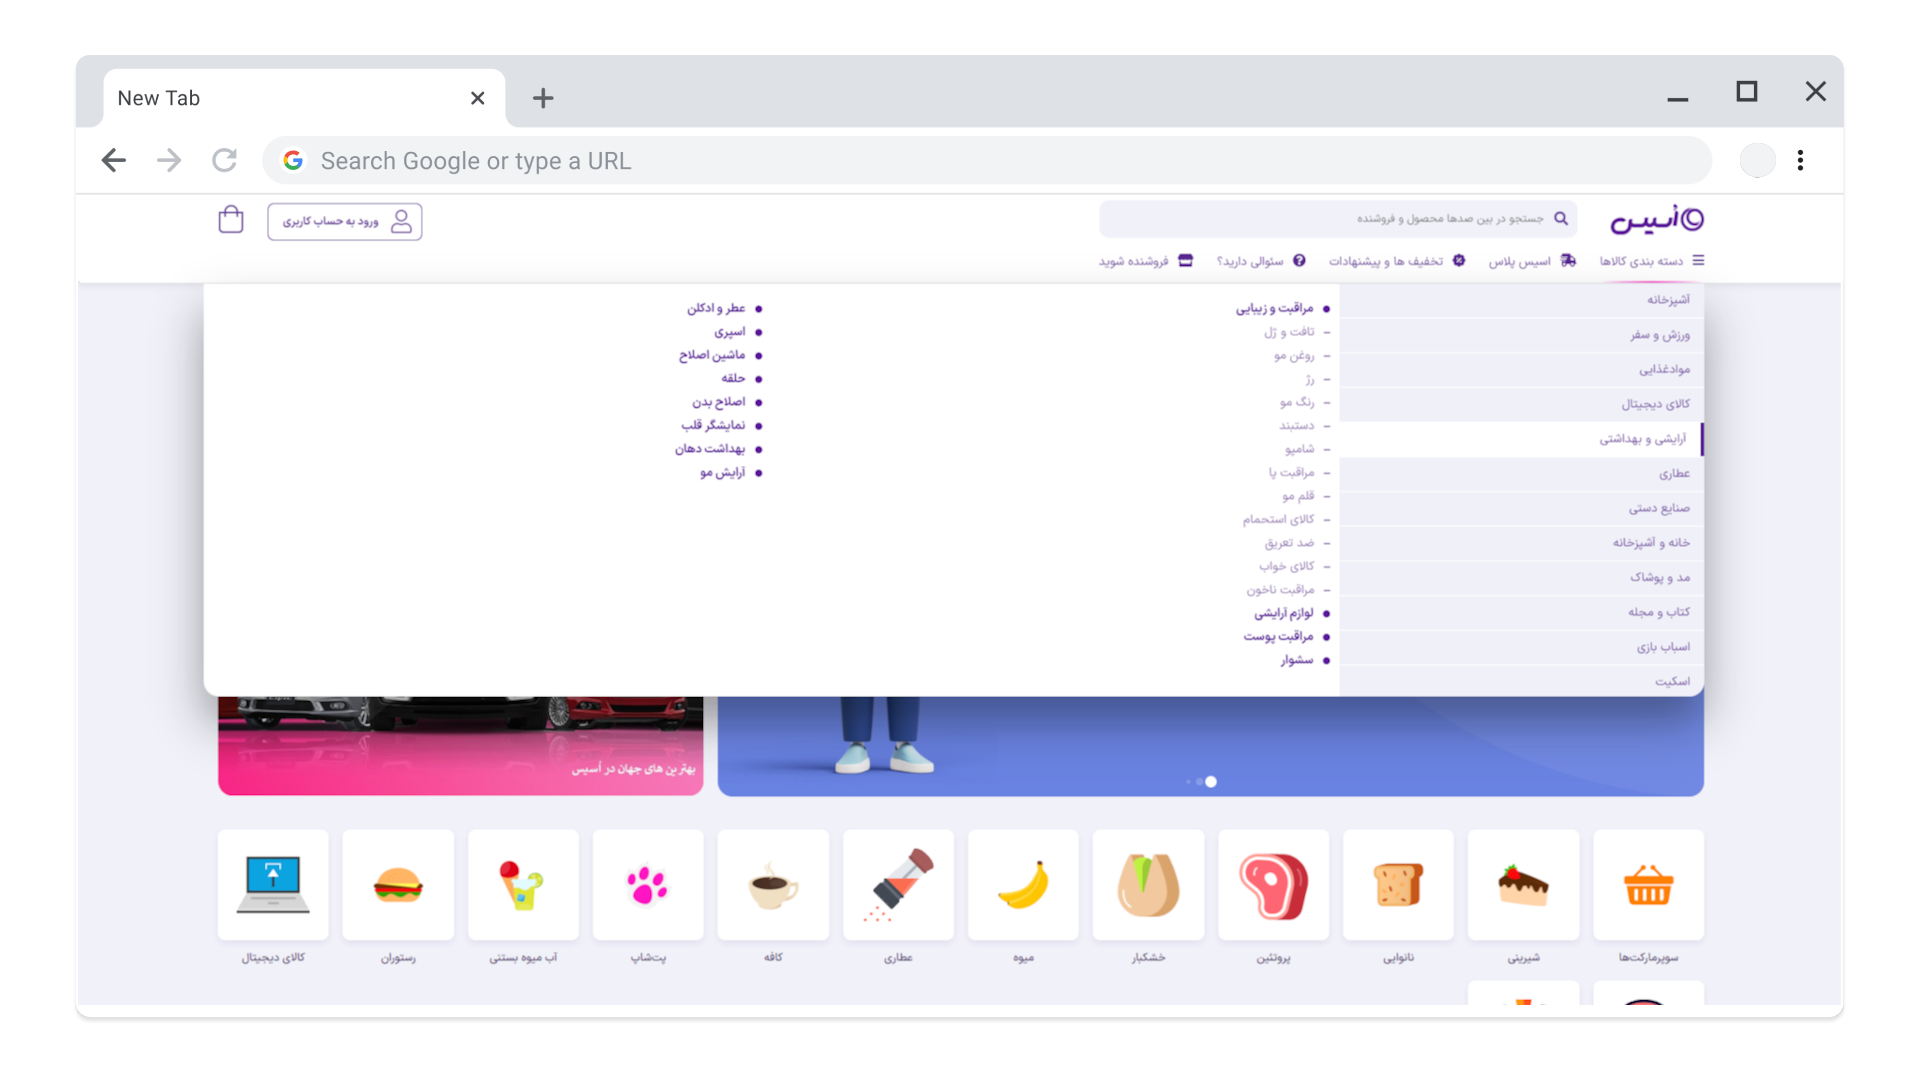 New Tab
Search Google or type a URL
اُسیس
جستجو در بین صدها محصول و فروشنده
ورود به حساب کاربری
دسته بندی کالاها
اسیس پلاس
تخفیف ها و پیشنهادات
سئوالی دارید؟
فروشنده شوید
آشپزخانه
ورزش و سفر
موادغذایی
کالای دیجیتال
آرایشی و بهداشتی
عطاری
صنایع دستی
خانه و آشپزخانه
مد و پوشاک
کتاب و مجله
اسباب بازی
اسکیت
مراقبت و زیبایی
تافت و ژل
روغن مو
رژ
رنگ مو
دستبند
شامپو
مراقبت پا
قلم مو
کالای استحمام
ضد تعریق
کالای خواب
مراقبت ناخون
لوازم آرایشی
مراقبت پوست
سشوار
عطر و ادکلن
اسپری
ماشین اصلاح
حلقه
اصلاح بدن
نمایشگر قلب
بهداشت دهان
آرایش مو
بهترین های جهان در اُسیس
سوپرمارکت‌ها
شیرینی
نانوایی
پروتئین
خشکبار
میوه
عطاری
کافه
پت‌شاپ
آب میوه بستنی
رستوران
کالای دیجیتال